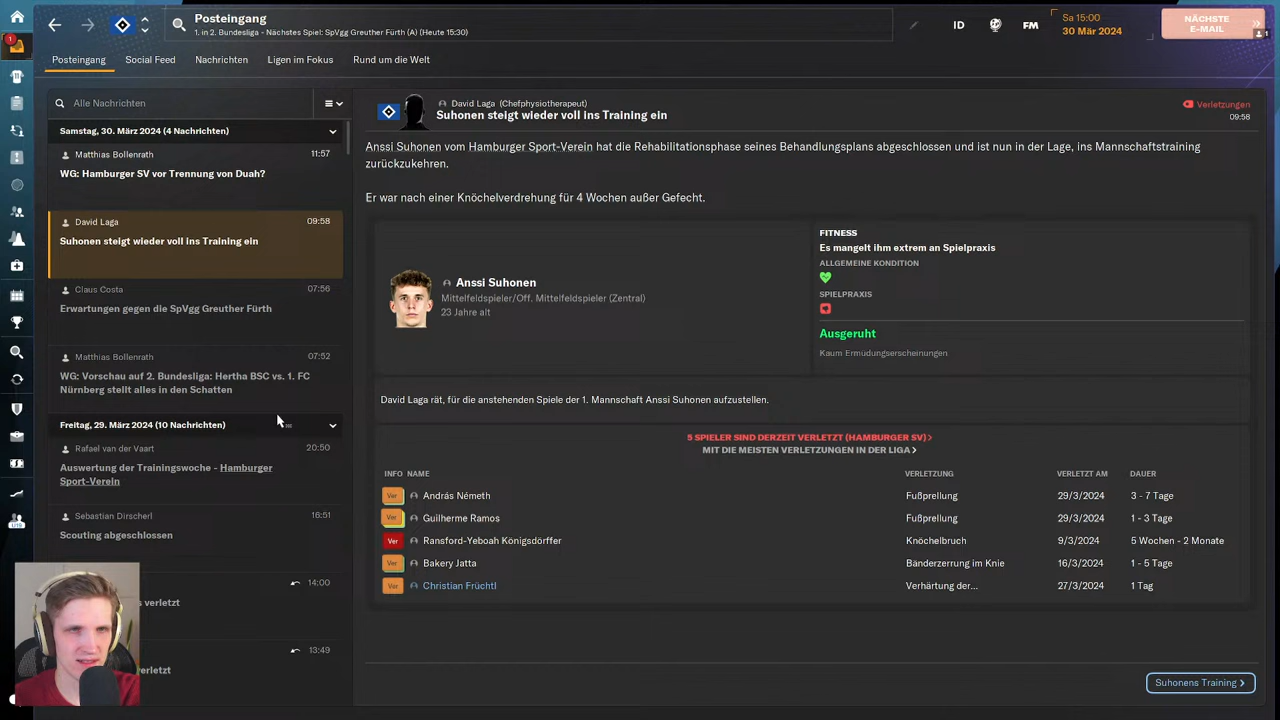 Posteingang
1. in 2. Bundesliga - Nächstes Spiel: SpVgg Greuther Fürth (A) (Heute 15:30)
ID
FM
Sa 15:00
30 Mär 2024
NÄCHSTE
E-MAIL
1
1
Posteingang
Social Feed
Nachrichten
Ligen im Fokus
Rund um die Welt
Alle Nachrichten
Samstag, 30. März 2024 (4 Nachrichten)
Matthias Bollenrath
11:57
WG: Hamburger SV vor Trennung von Duah?
David Laga
09:58
Suhonen steigt wieder voll ins Training ein
Claus Costa
07:56
Erwartungen gegen die SpVgg Greuther Fürth
Matthias Bollenrath
07:52
WG: Vorschau auf 2. Bundesliga: Hertha BSC vs. 1. FC
Nürnberg stellt alles in den Schatten
Freitag, 29. März 2024 (10 Nachrichten)
Rafael van der Vaart
20:50
Auswertung der Trainingswoche - Hamburger
Sport-Verein
Sebastian Dirscherl
16:51
Scouting abgeschlossen
14:00
s verletzt
13:49
rletzt
U19
David Laga (Chefphysiotherapeut)
Suhonen steigt wieder voll ins Training ein
Verletzungen
09:58
Anssi Suhonen vom Hamburger Sport-Verein hat die Rehabilitationsphase seines Behandlungsplans abgeschlossen und ist nun in der Lage, ins Mannschaftstraining
zurückzukehren.
Er war nach einer Knöchelverdrehung für 4 Wochen außer Gefecht.
Anssi Suhonen
Mittelfeldspieler/Off. Mittelfeldspieler (Zentral)
23 Jahre alt
FITNESS
Es mangelt ihm extrem an Spielpraxis
ALLGEMEINE KONDITION
SPIELPRAXIS
Ausgeruht
Kaum Ermüdungserscheinungen
David Laga rät, für die anstehenden Spiele der 1. Mannschaft Anssi Suhonen aufzustellen.
5 SPIELER SIND DERZEIT VERLETZT (HAMBURGER SV)
MIT DIE MEISTEN VERLETZUNGEN IN DER LIGA
INFO NAME VERLETZUNG VERLETZT AM DAUER
Ver András Németh Fußprellung 29/3/2024 3 - 7 Tage
Ver Guilherme Ramos Fußprellung 29/3/2024 1 - 3 Tage
Ver Ransford-Yeboah Königsdörffer Knöchelbruch 9/3/2024 5 Wochen - 2 Monate
Ver Bakery Jatta Bänderzerrung im Knie 16/3/2024 1 - 5 Tage
Ver Christian Früchtl Verhärtung der... 27/3/2024 1 Tag
Suhonens Training